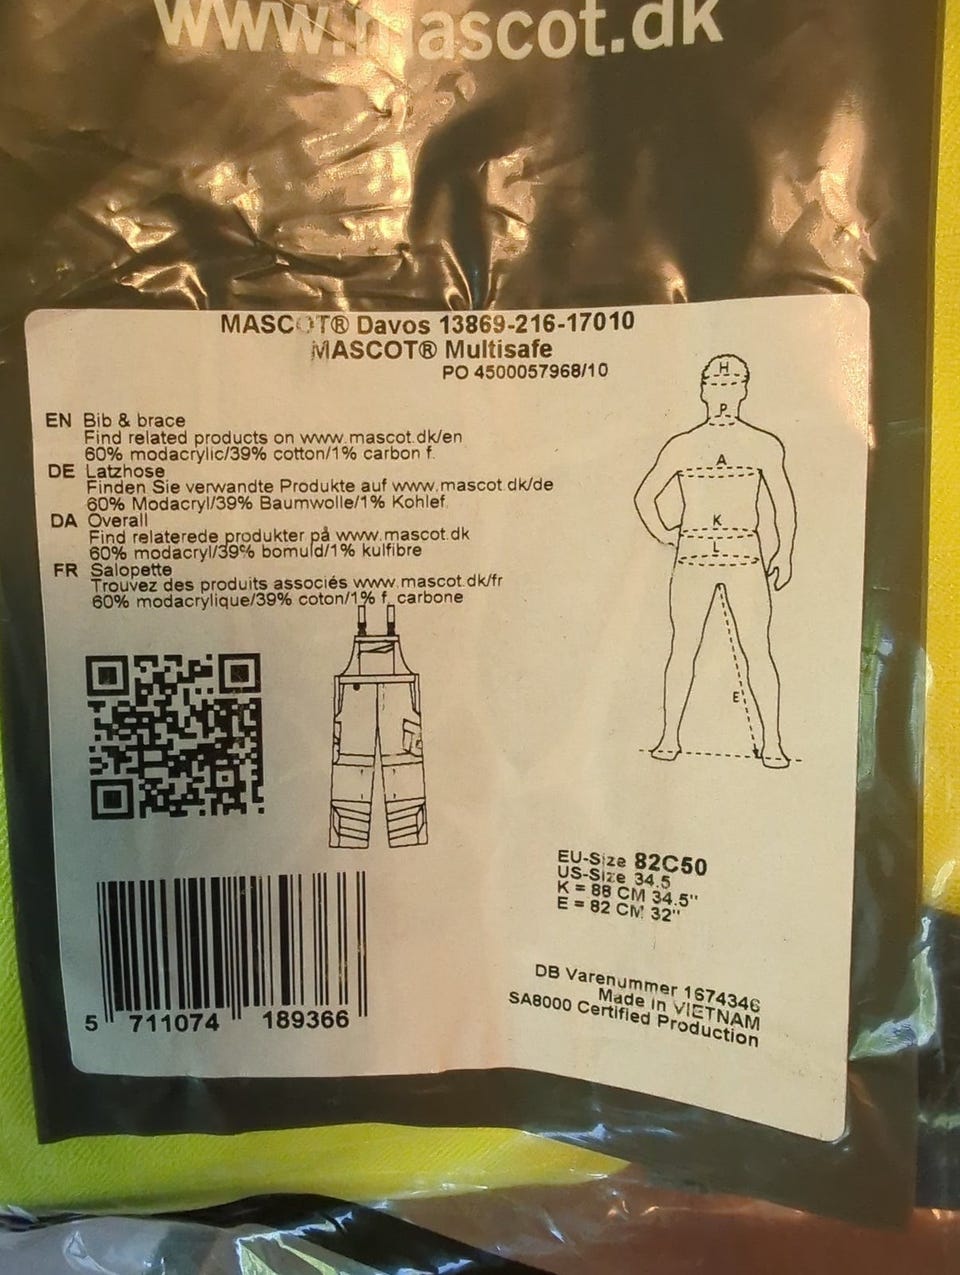 www.mascot.dk
MASCOT® Davos 13869-216-17010
MASCOT® Multisafe
PO 4500057968/10
EN Bib & brace
Find related products on www.mascot.dk/en
60% modacrylic/39% cotton/1% carbon f.
DE Latzhose
Finden Sie verwandte Produkte auf www.mascot.dk/de
60% Modacryl/39% Baumwolle/1% Kohlef.
DA Overall
Find relaterede produkter på www.mascot.dk
60% modacryl/39% bomuld/1% kulfibre
FR Salopette
Trouvez des produits associés www.mascot.dk/fr
60% modacrylique/39% coton/1% f. carbone
H
P
A
K
L
E
EU-Size 82C50
US-Size 34.5
K = 88 CM 34.5"
E = 82 CM 32"
DB Varenummer 1674346
Made in VIETNAM
SA8000 Certified Production
5 711074 189366